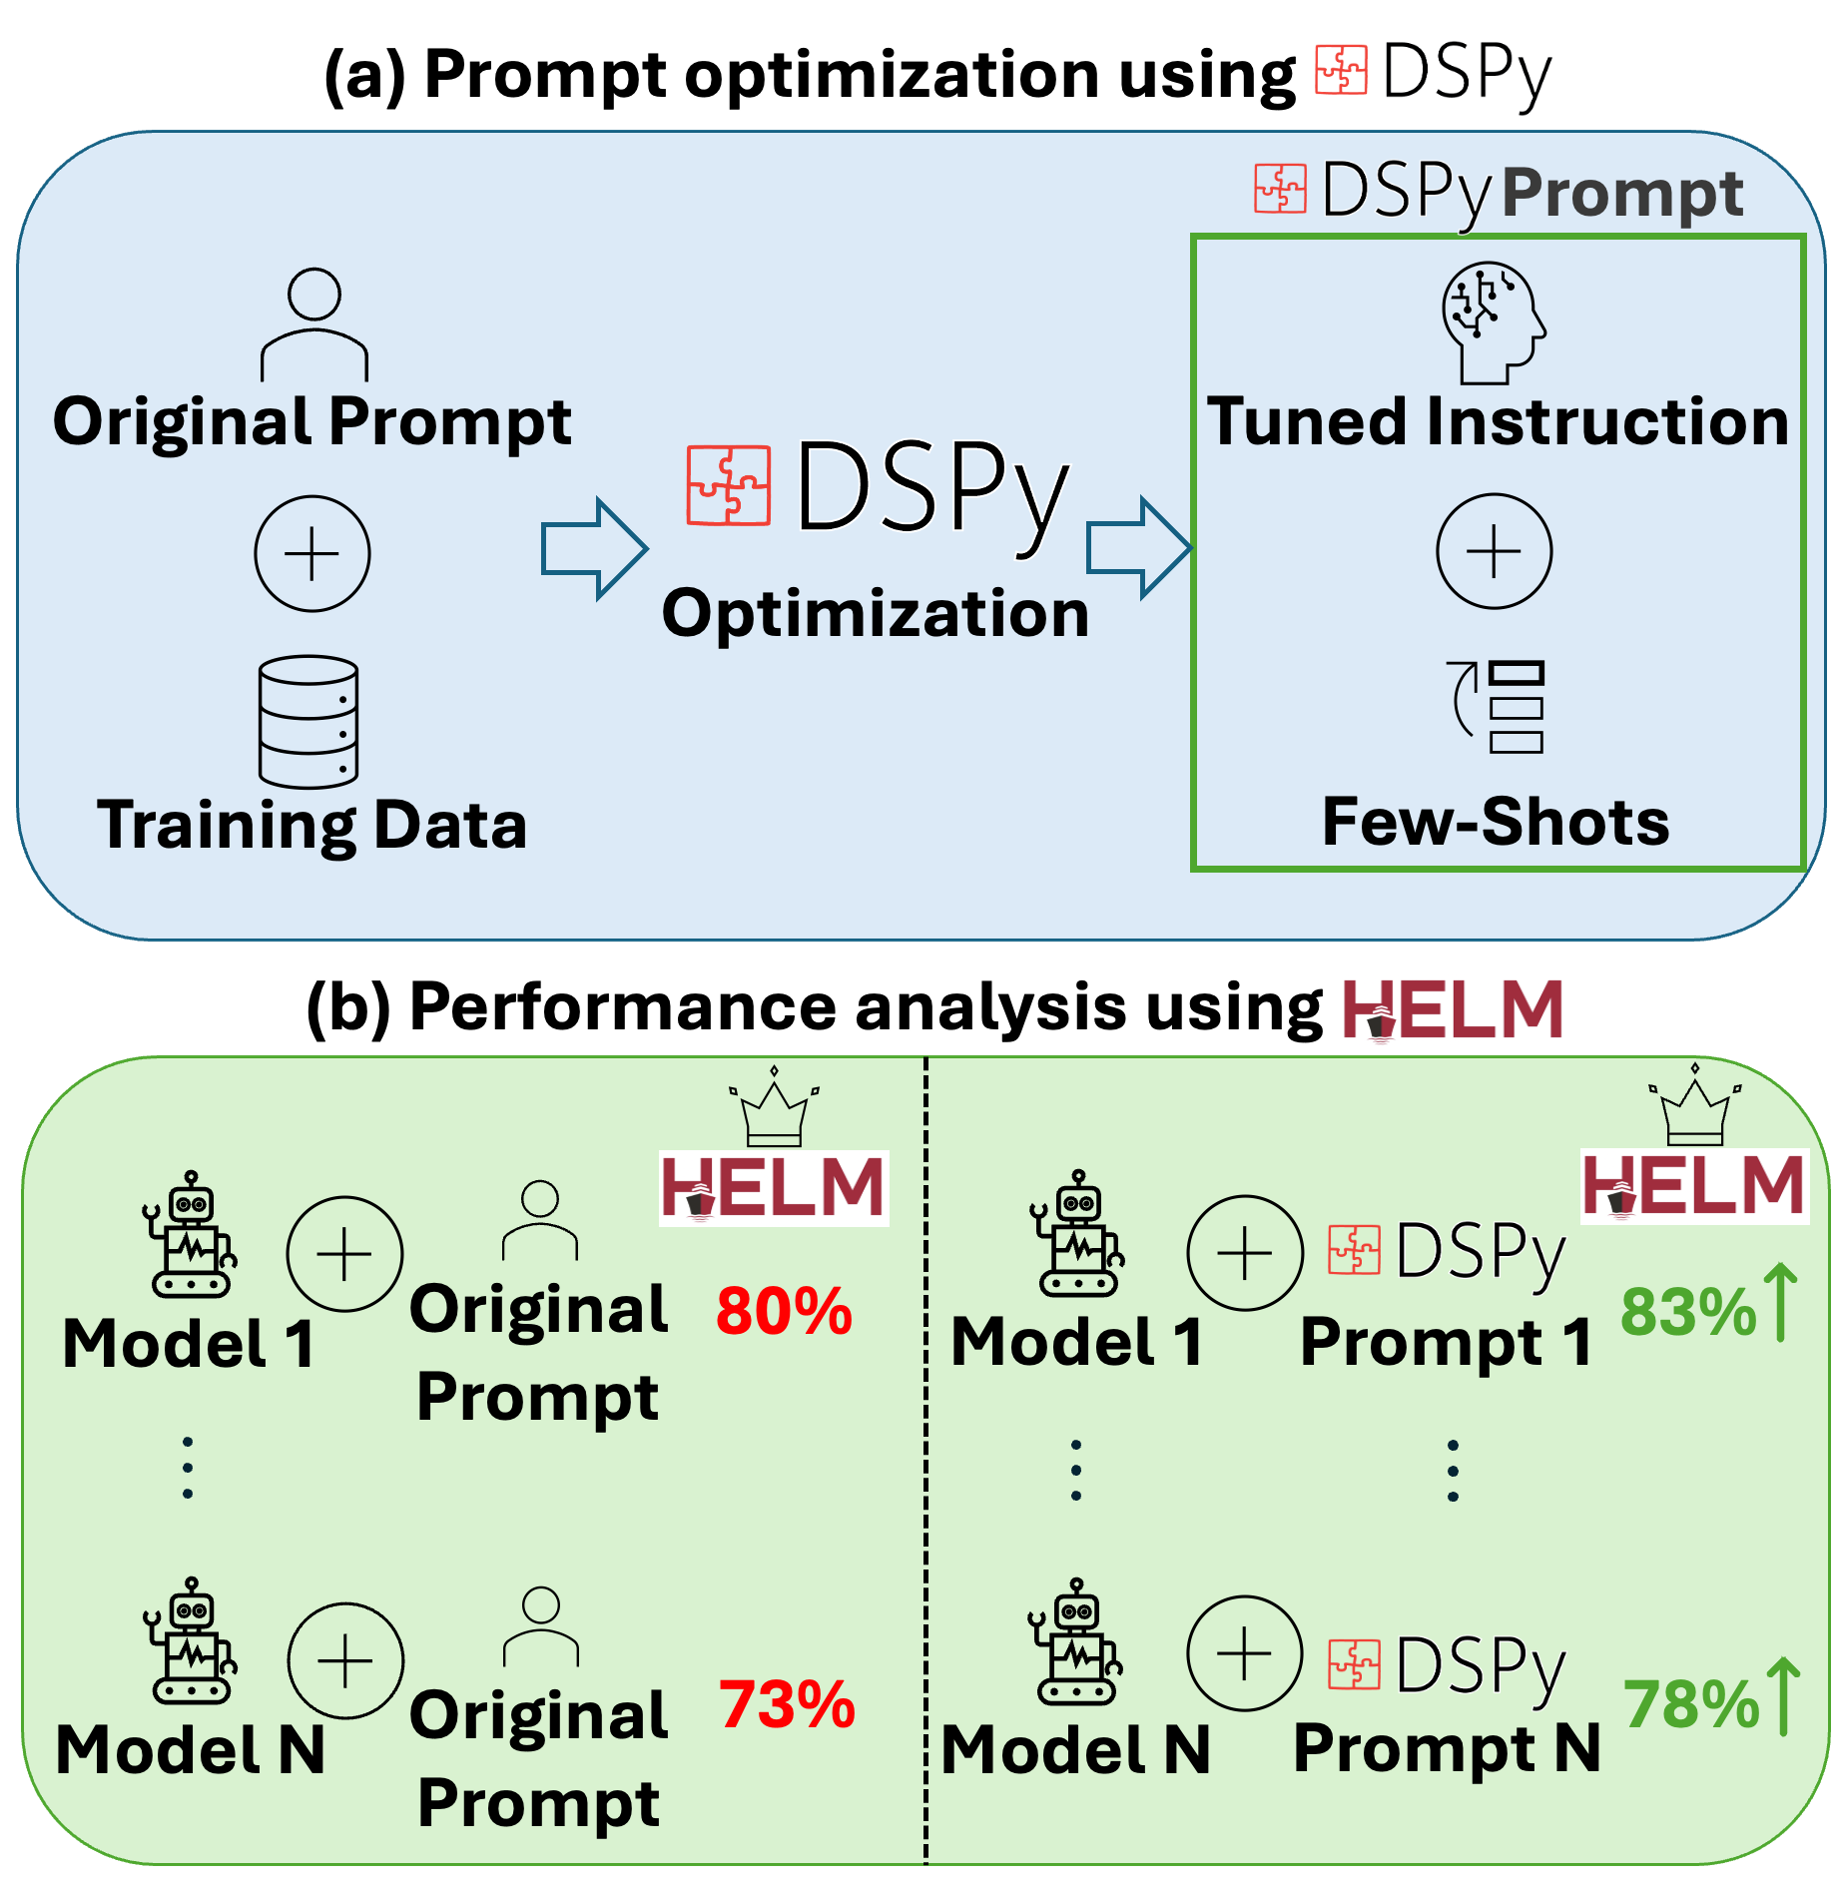 (a) Prompt optimization using DSPy
DSPy Prompt
Original Prompt
Training Data
DSPy
Optimization
Tuned Instruction
Few-Shots
(b) Performance analysis using HELM
HELM
Model 1
Original
Prompt
80%
Model N
Original
Prompt
73%
HELM
Model 1
DSPy
Prompt 1
83%
Model N
DSPy
Prompt N
78%